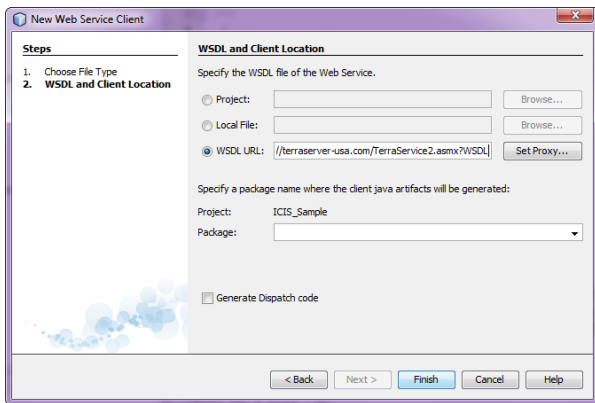 New Web Service Client
Steps
1. Choose File Type
2. WSDL and Client Location
WSDL and Client Location
Specify the WSDL file of the Web Service.
Project:
Browse...
Local File:
Browse...
WSDL URL: //terraserver-usa.com/TerraService2.asmx?WSDL
Set Proxy...
Specify a package name where the client java artifacts will be generated:
Project: ICIS_Sample
Package:
Generate Dispatch code
< Back Next > Finish Cancel Help